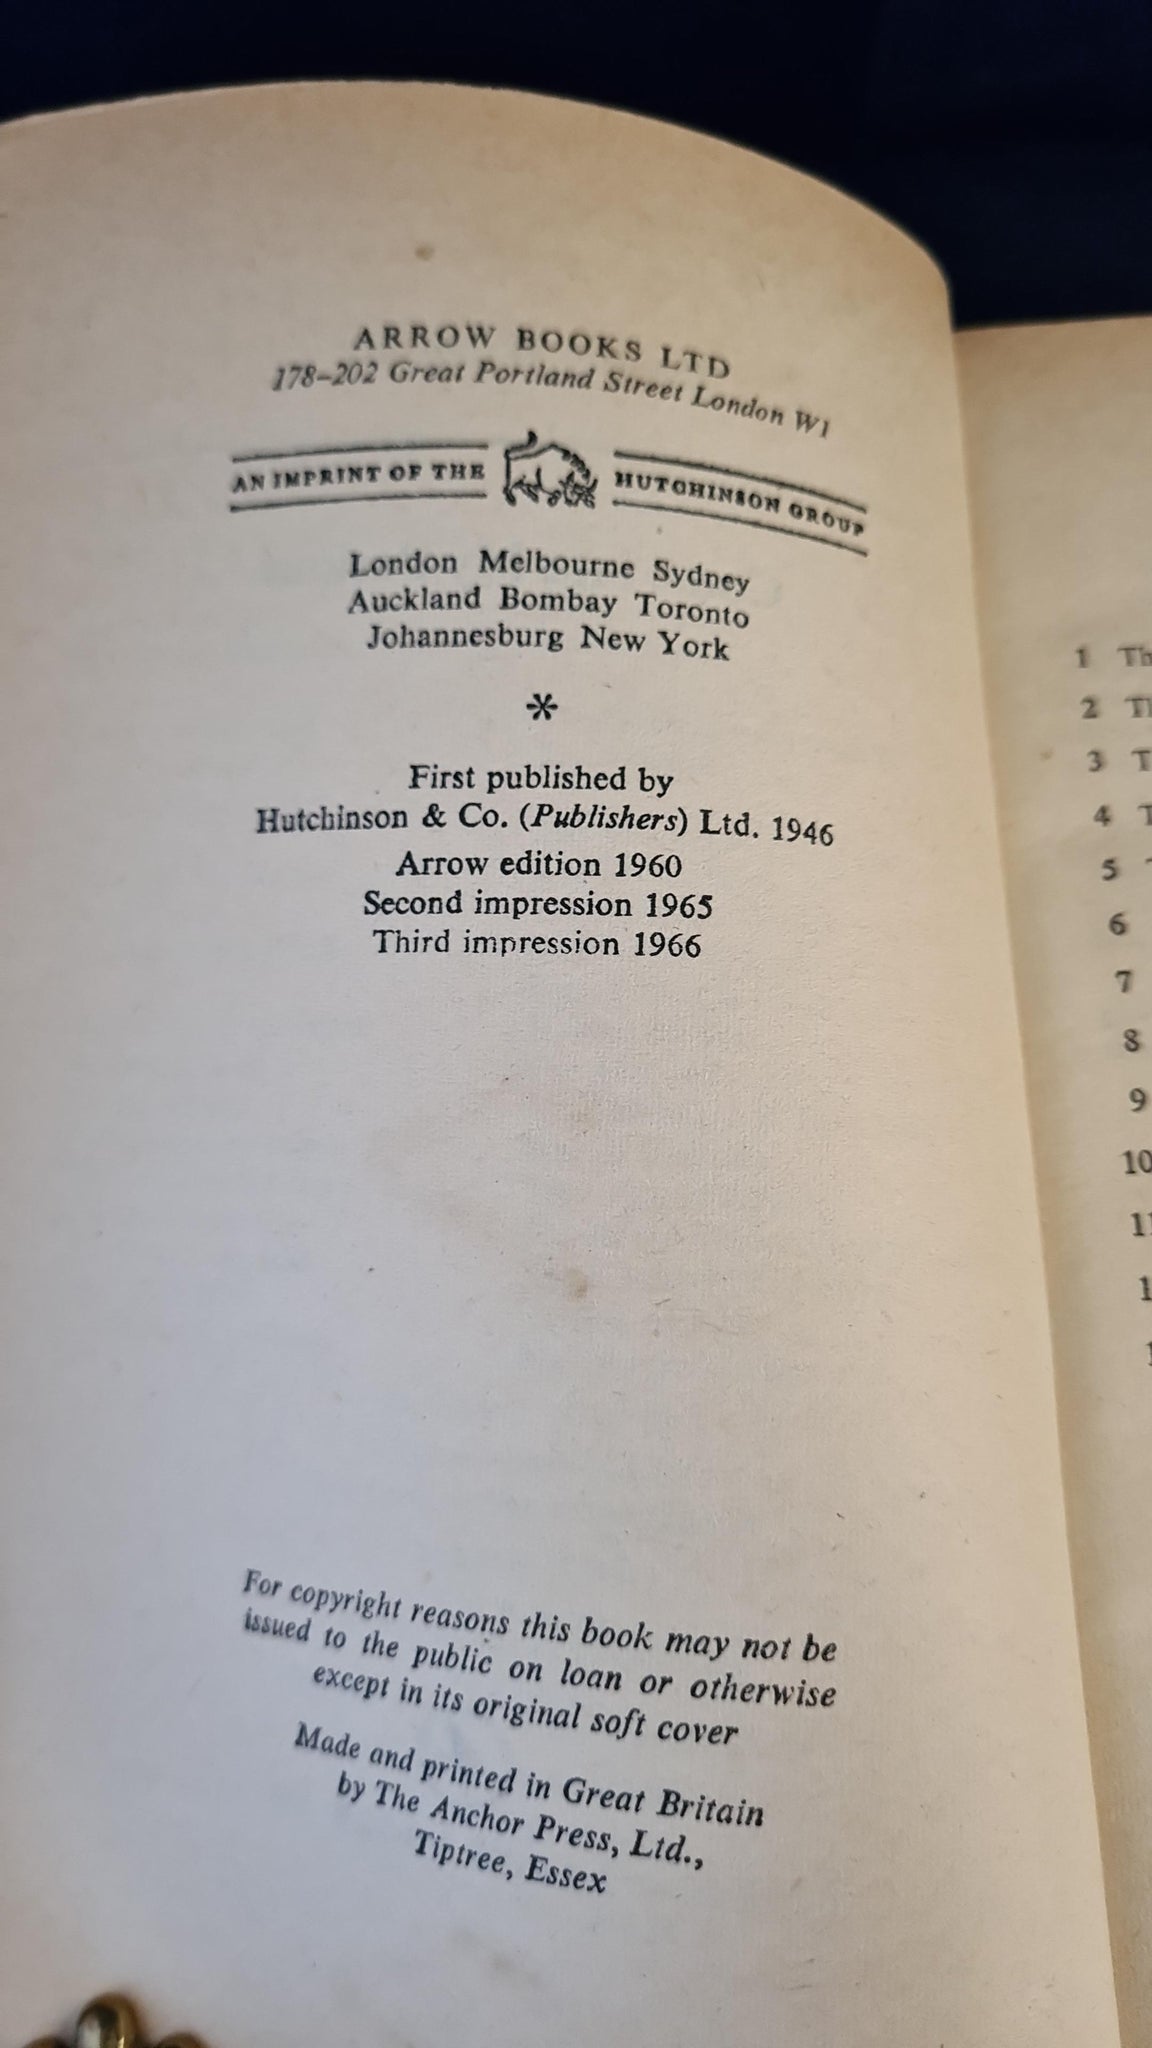 ARROW BOOKS LTD
178–202 Great Portland Street London W1
AN IMPRINT OF THE HUTCHINSON GROUP
London Melbourne Sydney
Auckland Bombay Toronto
Johannesburg New York
*
First published by
Hutchinson & Co. (Publishers) Ltd. 1946
Arrow edition 1960
Second impression 1965
Third impression 1966
For copyright reasons this book may not be
issued to the public on loan or otherwise
except in its original soft cover
Made and printed in Great Britain
by The Anchor Press, Ltd.,
Tiptree, Essex
1
2
3
4
5
6
7
8
9
10